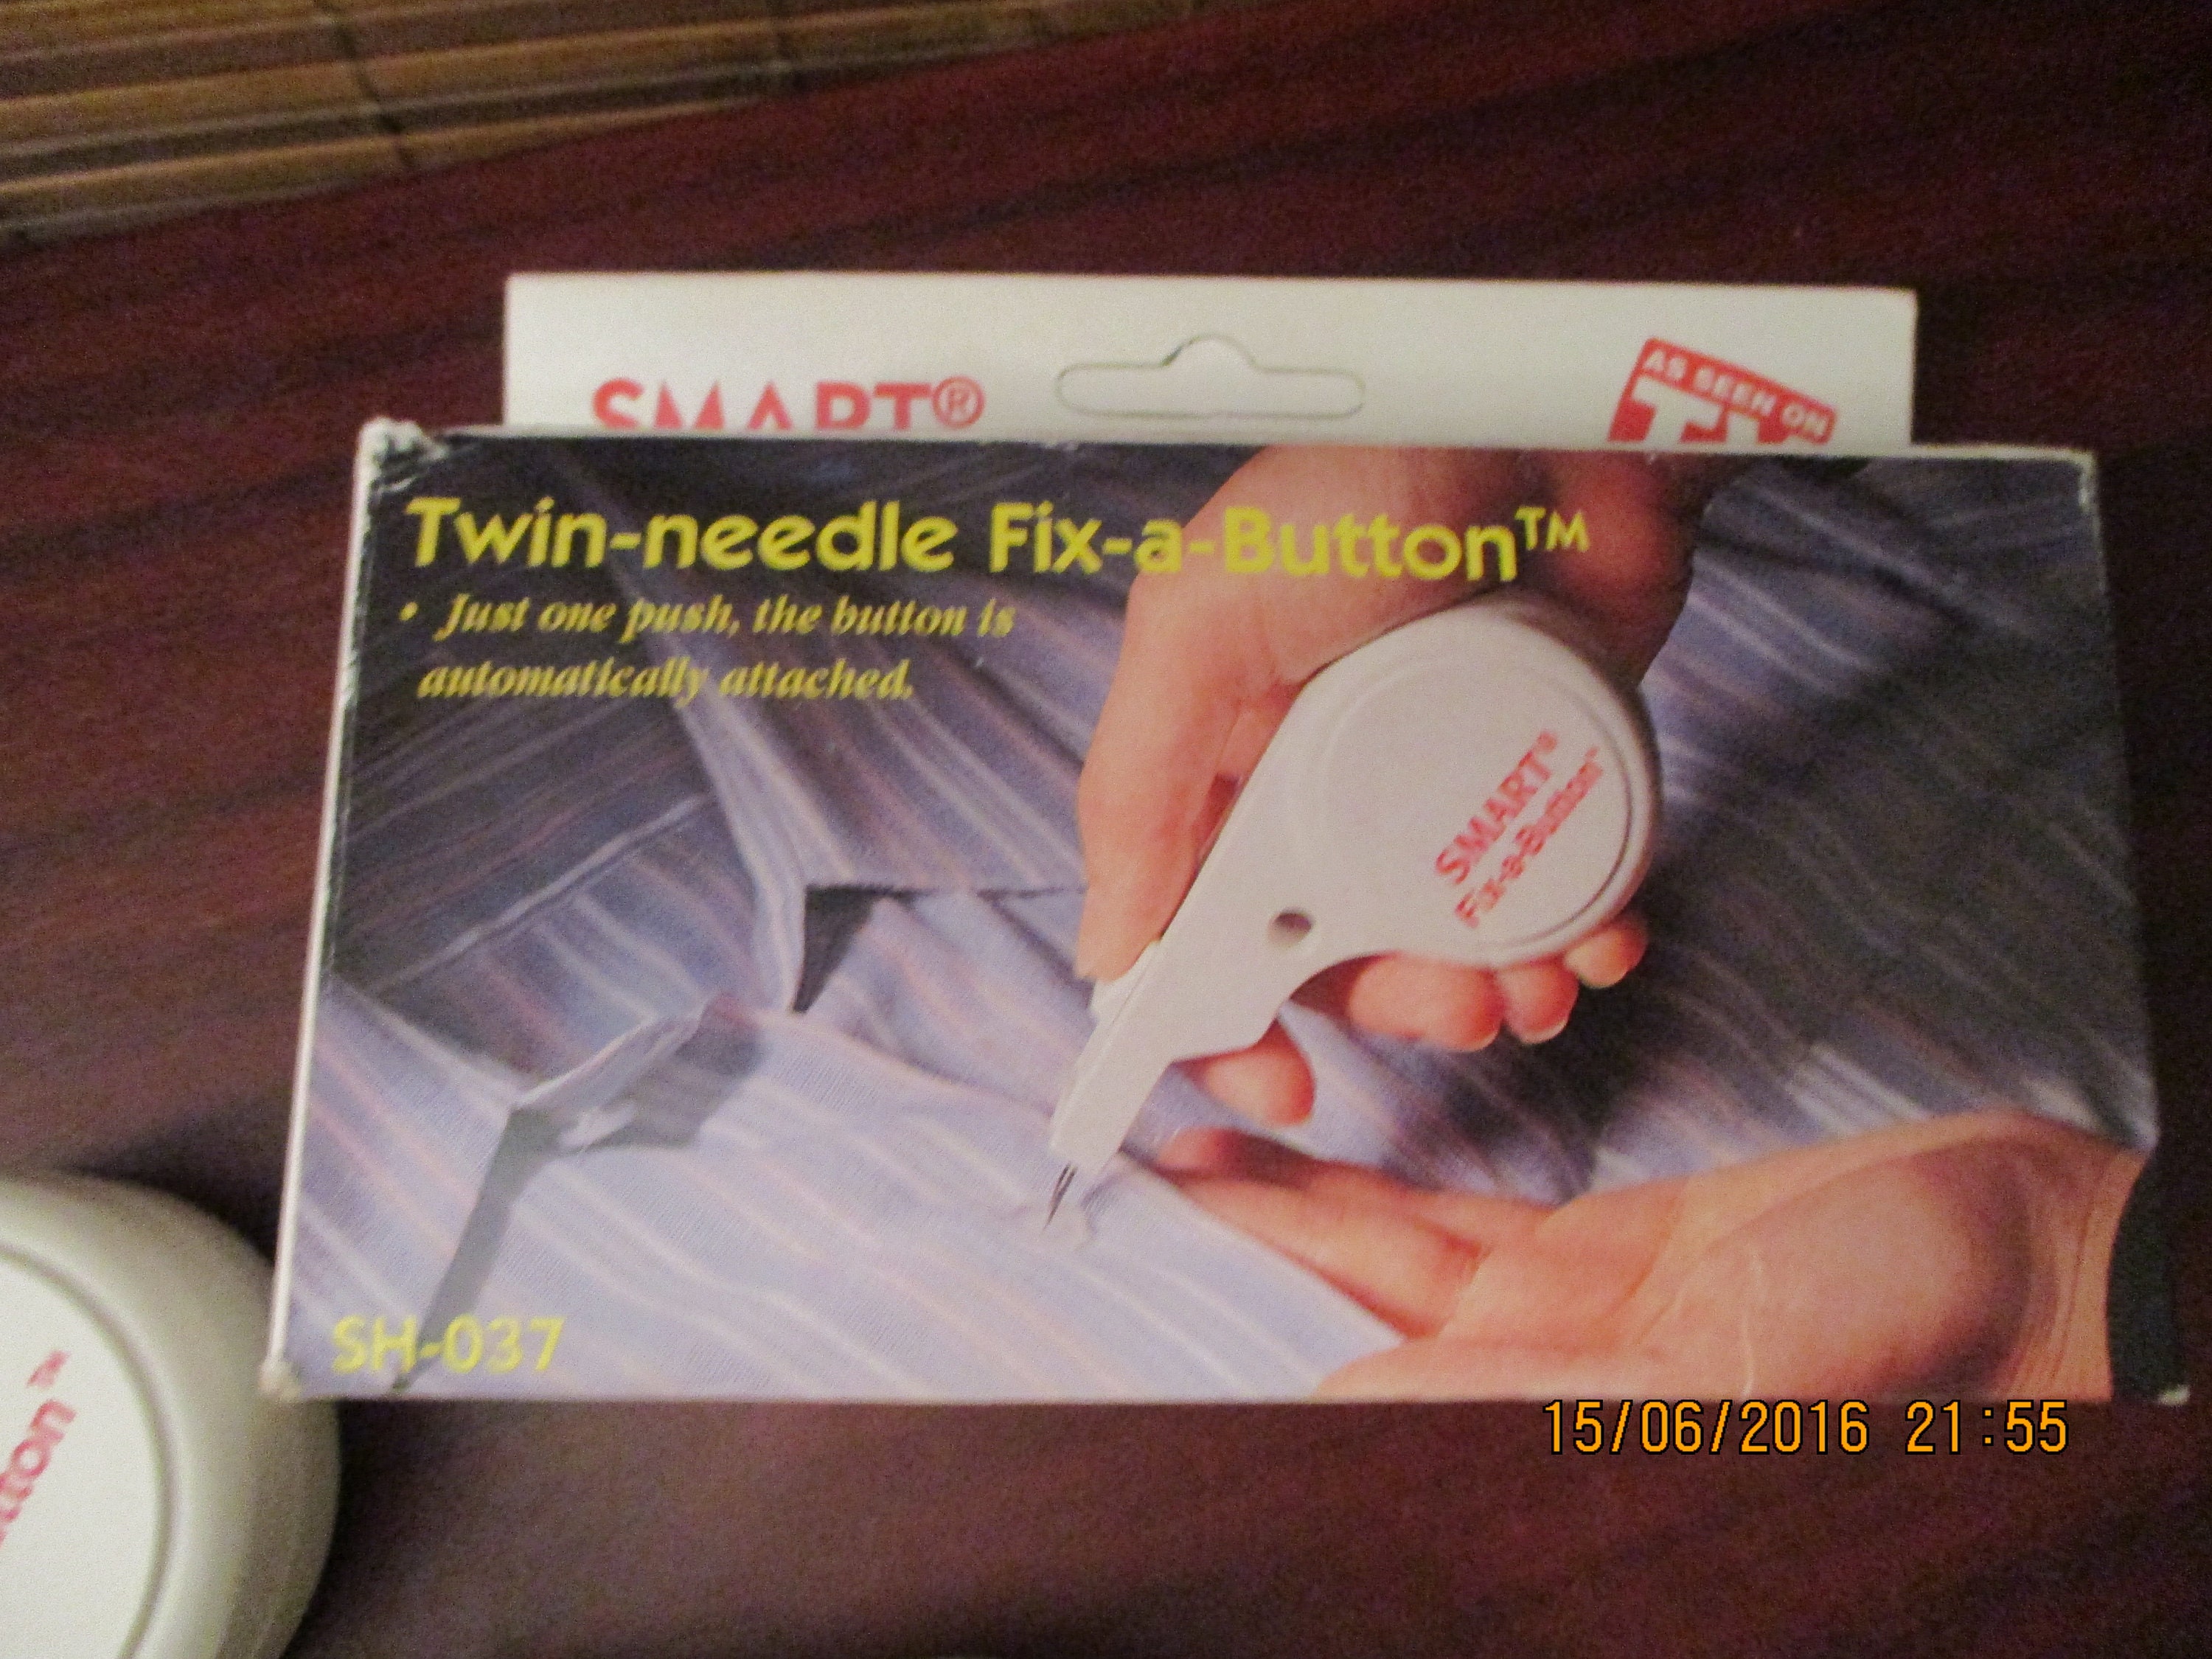 SMART®
AS SEEN ON
Twin-needle Fix-a-Button™
• Just one push, the button is
automatically attached.
SMART®
Fix-a-Button™
SH-037
15/06/2016 21:55